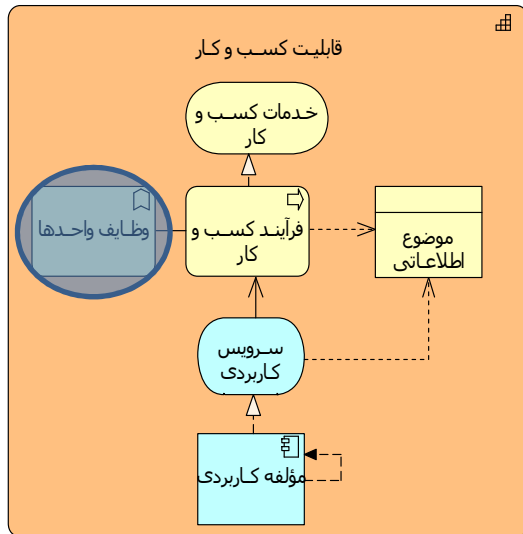 قابلیت کسب و کار
خدمات کسب و
کار
وظایف واحدها
فرآیند کسب و
کار
موضوع
اطلاعاتی
سرویس
کاربردی
مؤلفه کاربردی